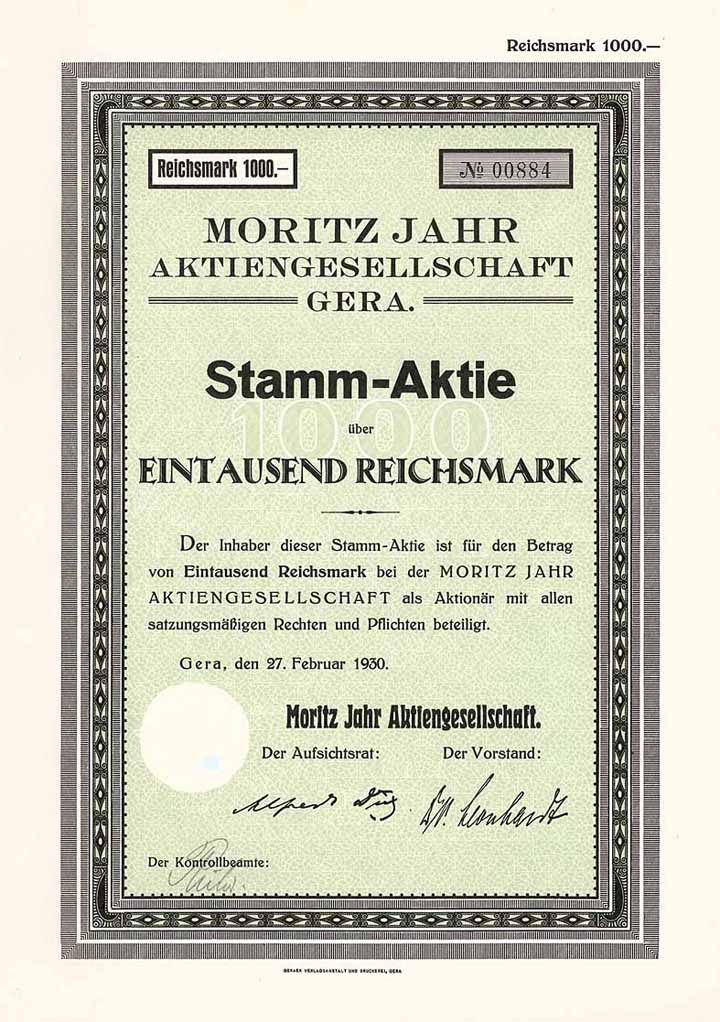 Reichsmark 1000.—
Reichsmark 1000.—
№ 00884
MORITZ JAHR
AKTIENGESELLSCHAFT
GERA.
Stamm-Aktie
1000
über
EINTAUSEND REICHSMARK
Der Inhaber dieser Stamm-Aktie ist für den Betrag
von Eintausend Reichsmark bei der MORITZ JAHR
AKTIENGESELLSCHAFT als Aktionär mit allen
satzungsmäßigen Rechten und Pflichten beteiligt.
Gera, den 27. Februar 1930.
Moritz Jahr Aktiengesellschaft.
Der Aufsichtsrat: Der Vorstand:
Alfred Leonhardt
Der Kontrollbeamte:
GERAER VERLAGSANSTALT UND DRUCKEREI, GERA